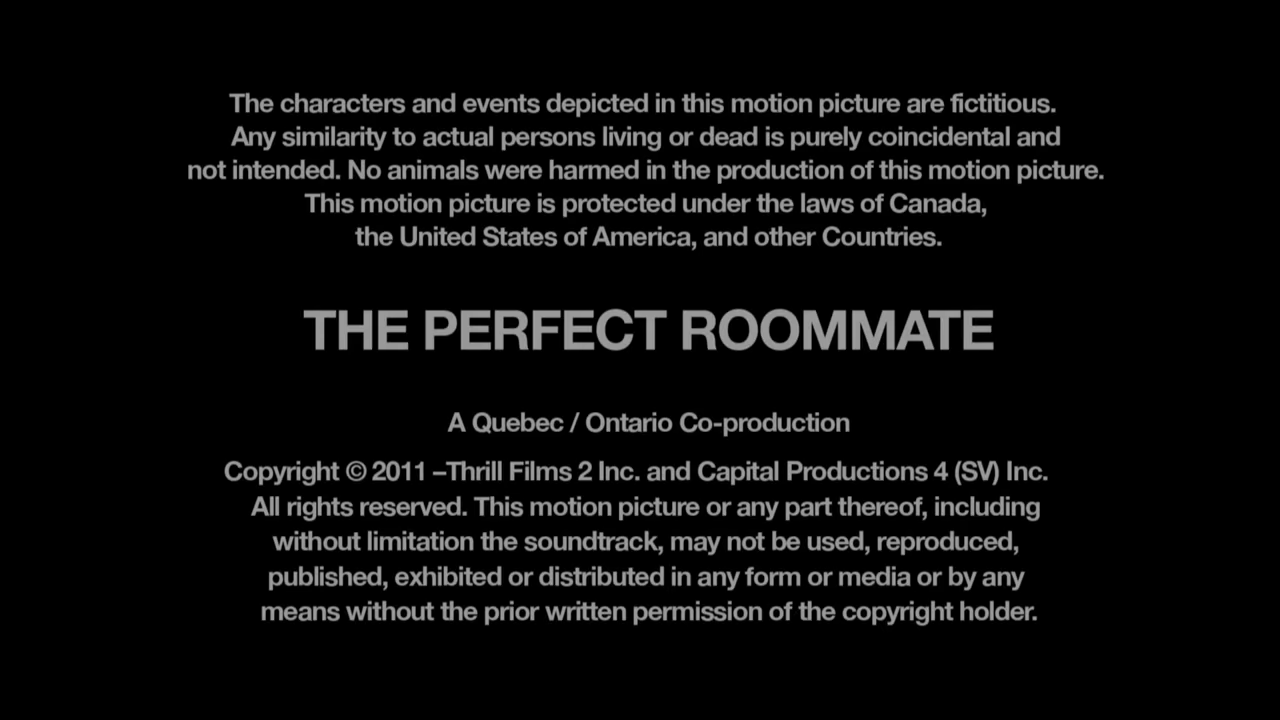 The characters and events depicted in this motion picture are fictitious.
Any similarity to actual persons living or dead is purely coincidental and
not intended. No animals were harmed in the production of this motion picture.
This motion picture is protected under the laws of Canada,
the United States of America, and other Countries.
THE PERFECT ROOMMATE
A Quebec / Ontario Co-production
Copyright © 2011 –Thrill Films 2 Inc. and Capital Productions 4 (SV) Inc.
All rights reserved. This motion picture or any part thereof, including
without limitation the soundtrack, may not be used, reproduced,
published, exhibited or distributed in any form or media or by any
means without the prior written permission of the copyright holder.